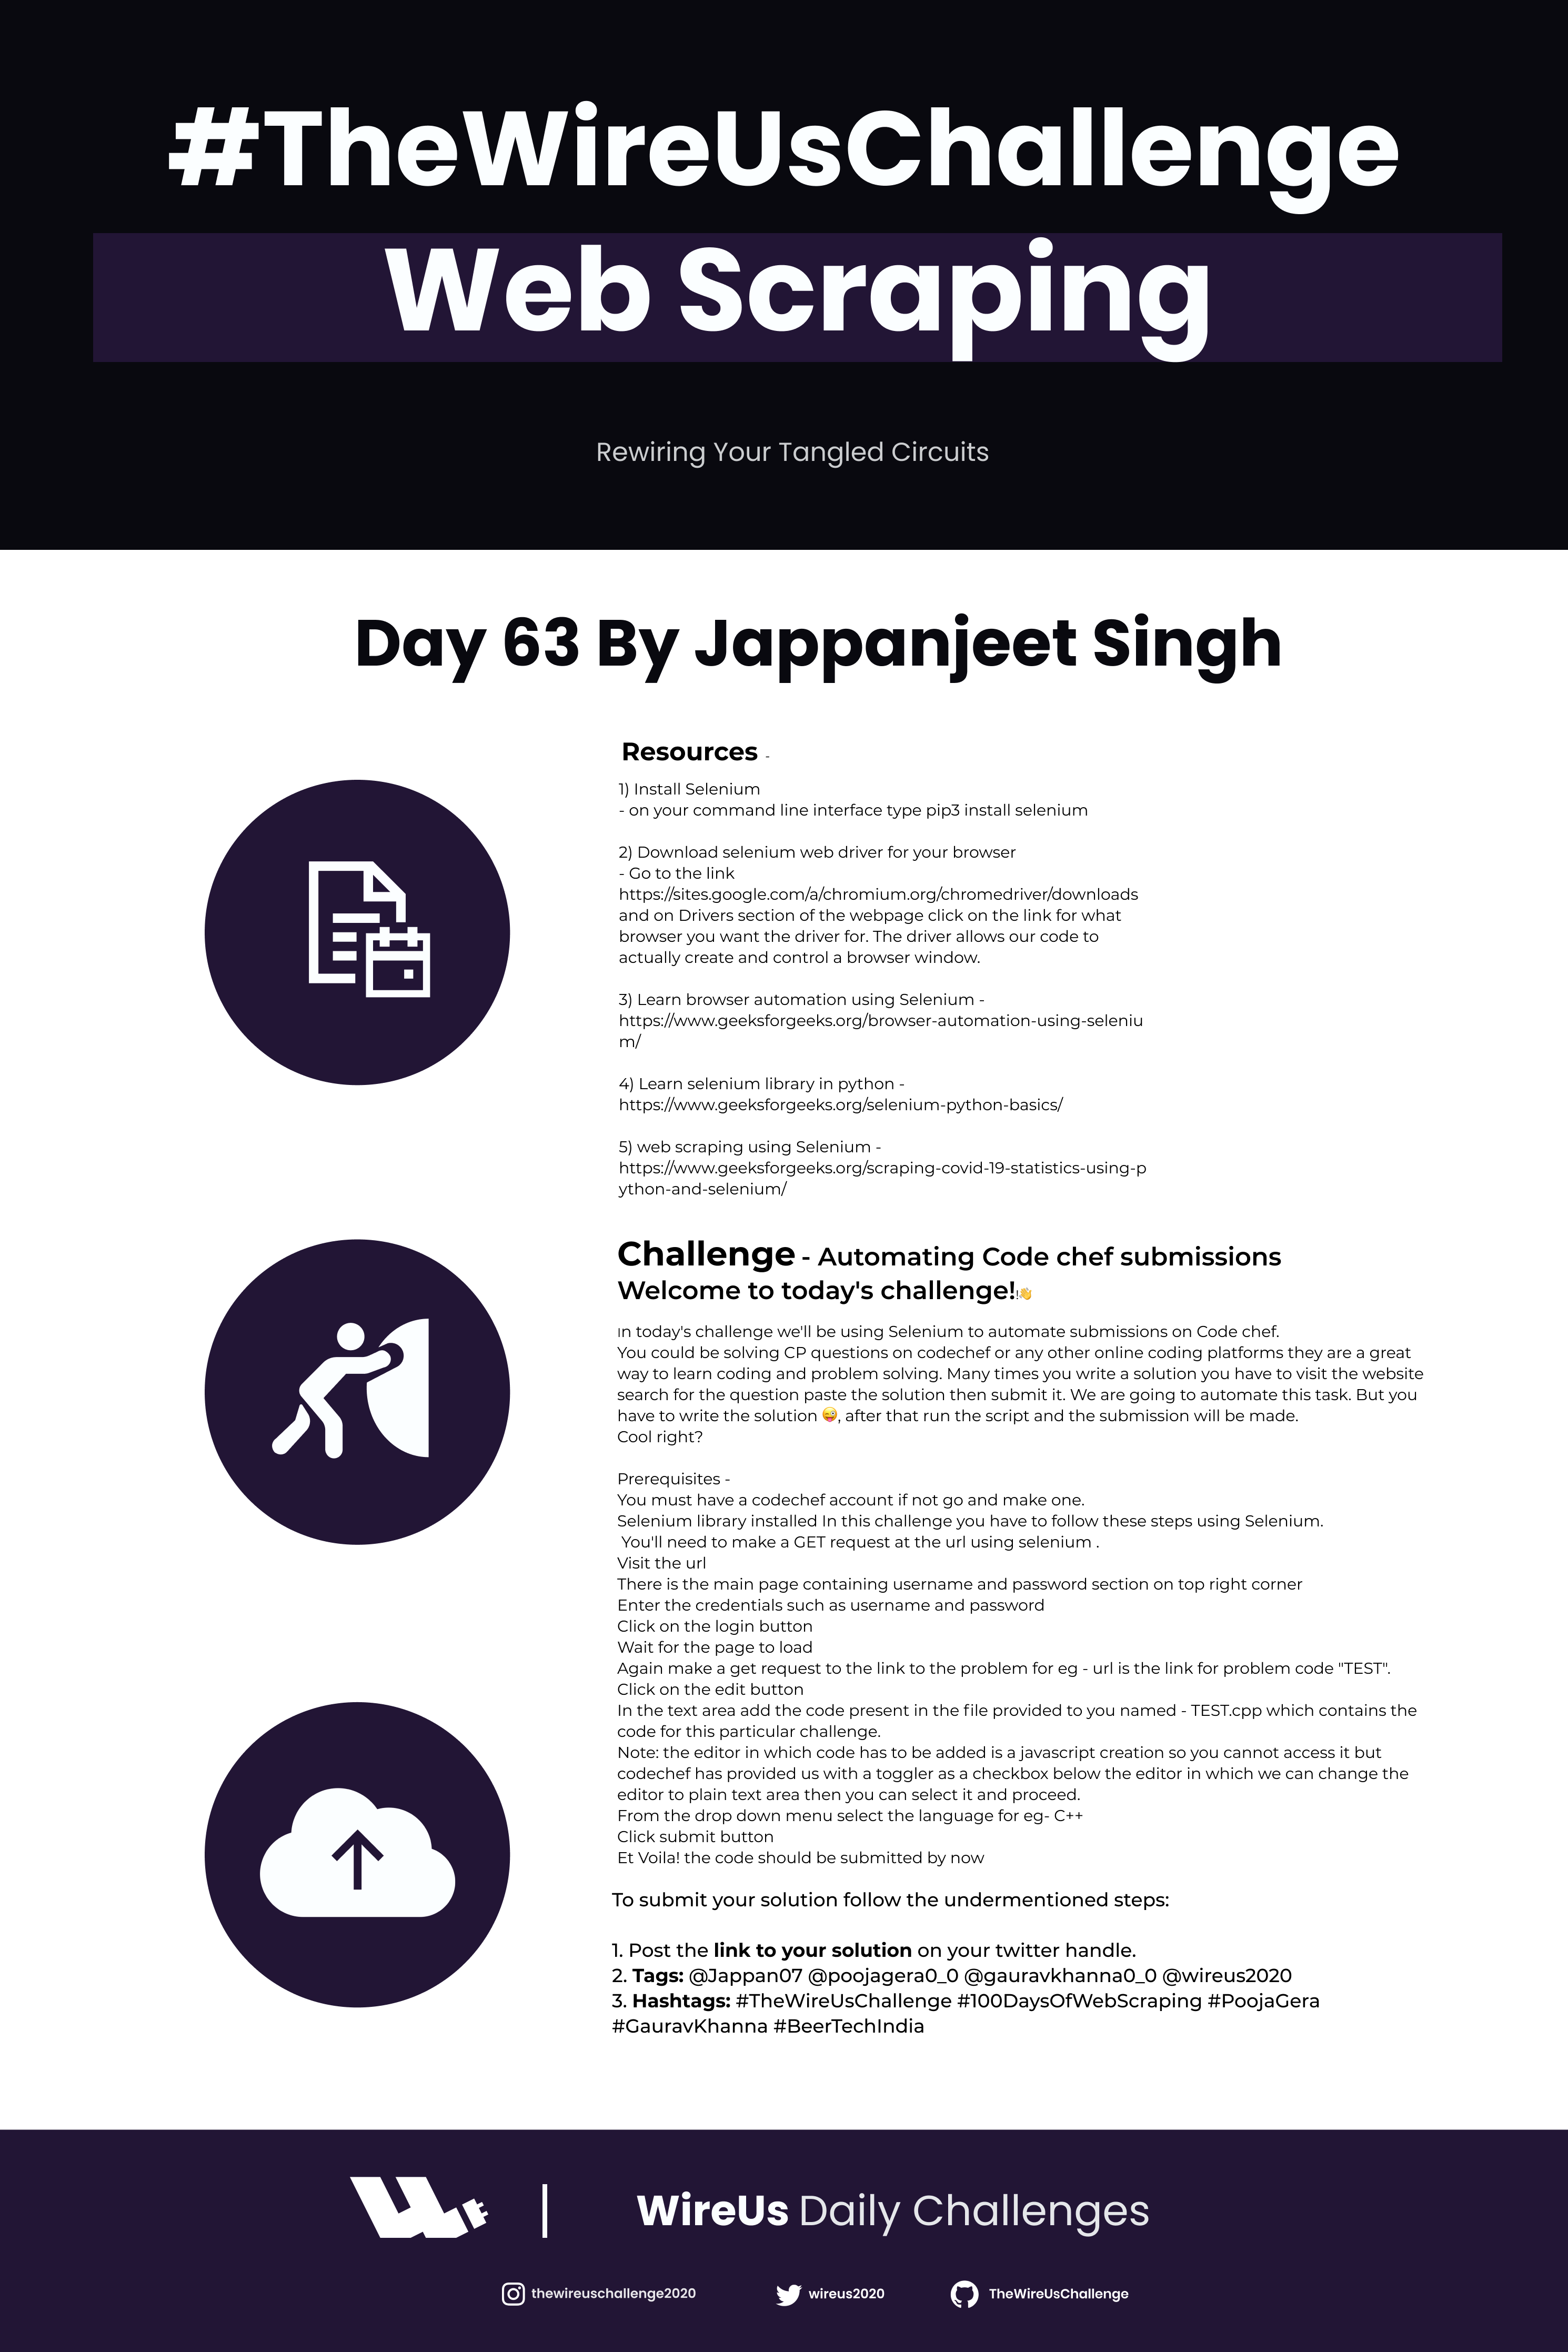 #TheWireUsChallenge
Web Scraping
Rewiring Your Tangled Circuits
Day 63 By Jappanjeet Singh
Resources -
1) Install Selenium
- on your command line interface type pip3 install selenium
2) Download selenium web driver for your browser
- Go to the link
https://sites.google.com/a/chromium.org/chromedriver/downloads
and on Drivers section of the webpage click on the link for what
browser you want the driver for. The driver allows our code to
actually create and control a browser window.
3) Learn browser automation using Selenium -
https://www.geeksforgeeks.org/browser-automation-using-seleniu
m/
4) Learn selenium library in python -
https://www.geeksforgeeks.org/selenium-python-basics/
5) web scraping using Selenium -
https://www.geeksforgeeks.org/scraping-covid-19-statistics-using-p
ython-and-selenium/
Challenge - Automating Code chef submissions
Welcome to today's challenge!!👋
In today's challenge we'll be using Selenium to automate submissions on Code chef.
You could be solving CP questions on codechef or any other online coding platforms they are a great
way to learn coding and problem solving. Many times you write a solution you have to visit the website
search for the question paste the solution then submit it. We are going to automate this task. But you
have to write the solution 😜, after that run the script and the submission will be made.
Cool right?
Prerequisites -
You must have a codechef account if not go and make one.
Selenium library installed In this challenge you have to follow these steps using Selenium.
You'll need to make a GET request at the url using selenium .
Visit the url
There is the main page containing username and password section on top right corner
Enter the credentials such as username and password
Click on the login button
Wait for the page to load
Again make a get request to the link to the problem for eg - url is the link for problem code "TEST".
Click on the edit button
In the text area add the code present in the file provided to you named - TEST.cpp which contains the
code for this particular challenge.
Note: the editor in which code has to be added is a javascript creation so you cannot access it but
codechef has provided us with a toggler as a checkbox below the editor in which we can change the
editor to plain text area then you can select it and proceed.
From the drop down menu select the language for eg- C++
Click submit button
Et Voila! the code should be submitted by now
To submit your solution follow the undermentioned steps:
1. Post the link to your solution on your twitter handle.
2. Tags: @Jappan07 @poojagera0_0 @gauravkhanna0_0 @wireus2020
3. Hashtags: #TheWireUsChallenge #100DaysOfWebScraping #PoojaGera
#GauravKhanna #BeerTechIndia
WireUs Daily Challenges
thewireuschallenge2020 wireus2020 TheWireUsChallenge